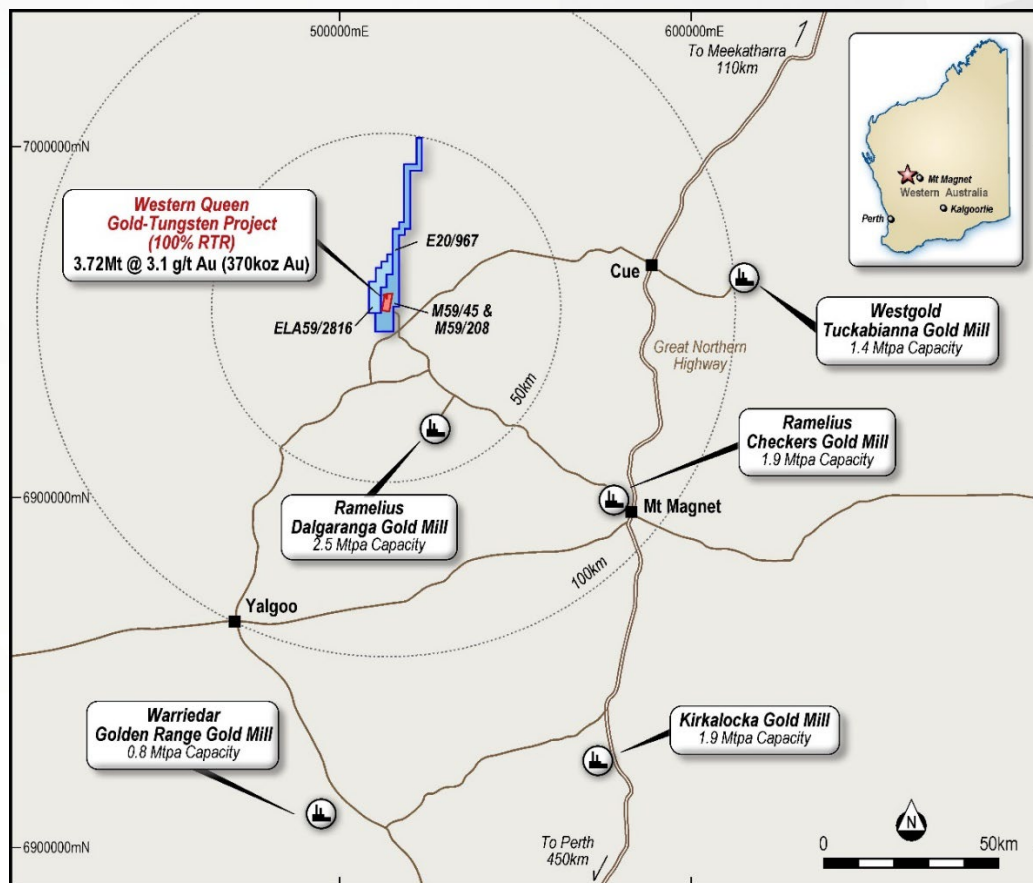 500000mE
600000mE
To Meekatharra
110km
7000000mN
Western Queen
Gold-Tungsten Project
(100% RTR)
3.72Mt @ 3.1 g/t Au (370koz Au)
E20/967
ELA59/2816
M59/45 &
M59/208
Mt Magnet
Western Australia
Perth
Kalgoorlie
Cue
Westgold
Tuckabianna Gold Mill
1.4 Mtpa Capacity
Great Northern
Highway
50km
Ramelius
Checkers Gold Mill
1.9 Mtpa Capacity
6900000mN
Mt Magnet
Ramelius
Dalgaranga Gold Mill
2.5 Mtpa Capacity
100km
Yalgoo
Warriedar
Golden Range Gold Mill
0.8 Mtpa Capacity
Kirkalocka Gold Mill
1.9 Mtpa Capacity
N
0 50km
To Perth
450km
6900000mN